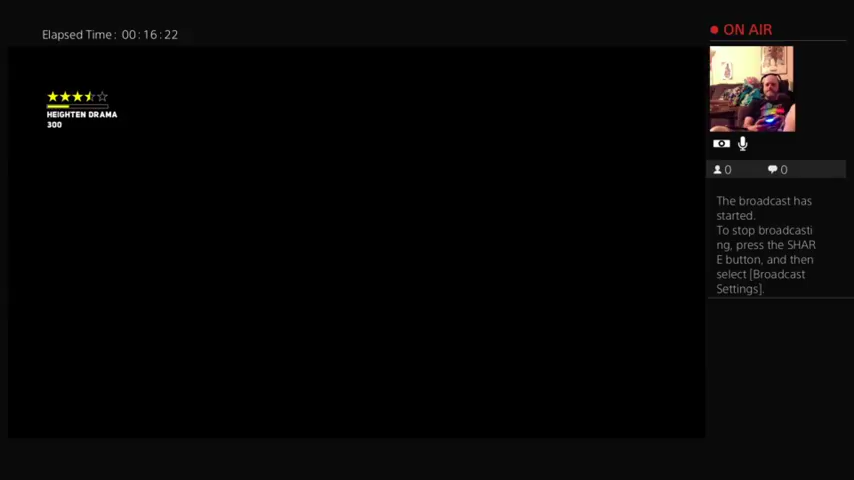 Elapsed Time: 00:16:22
ON AIR
HEIGHTEN DRAMA
300
0 0
The broadcast has
started.
To stop broadcasti
ng, press the SHAR
E button, and then
select [Broadcast
Settings].